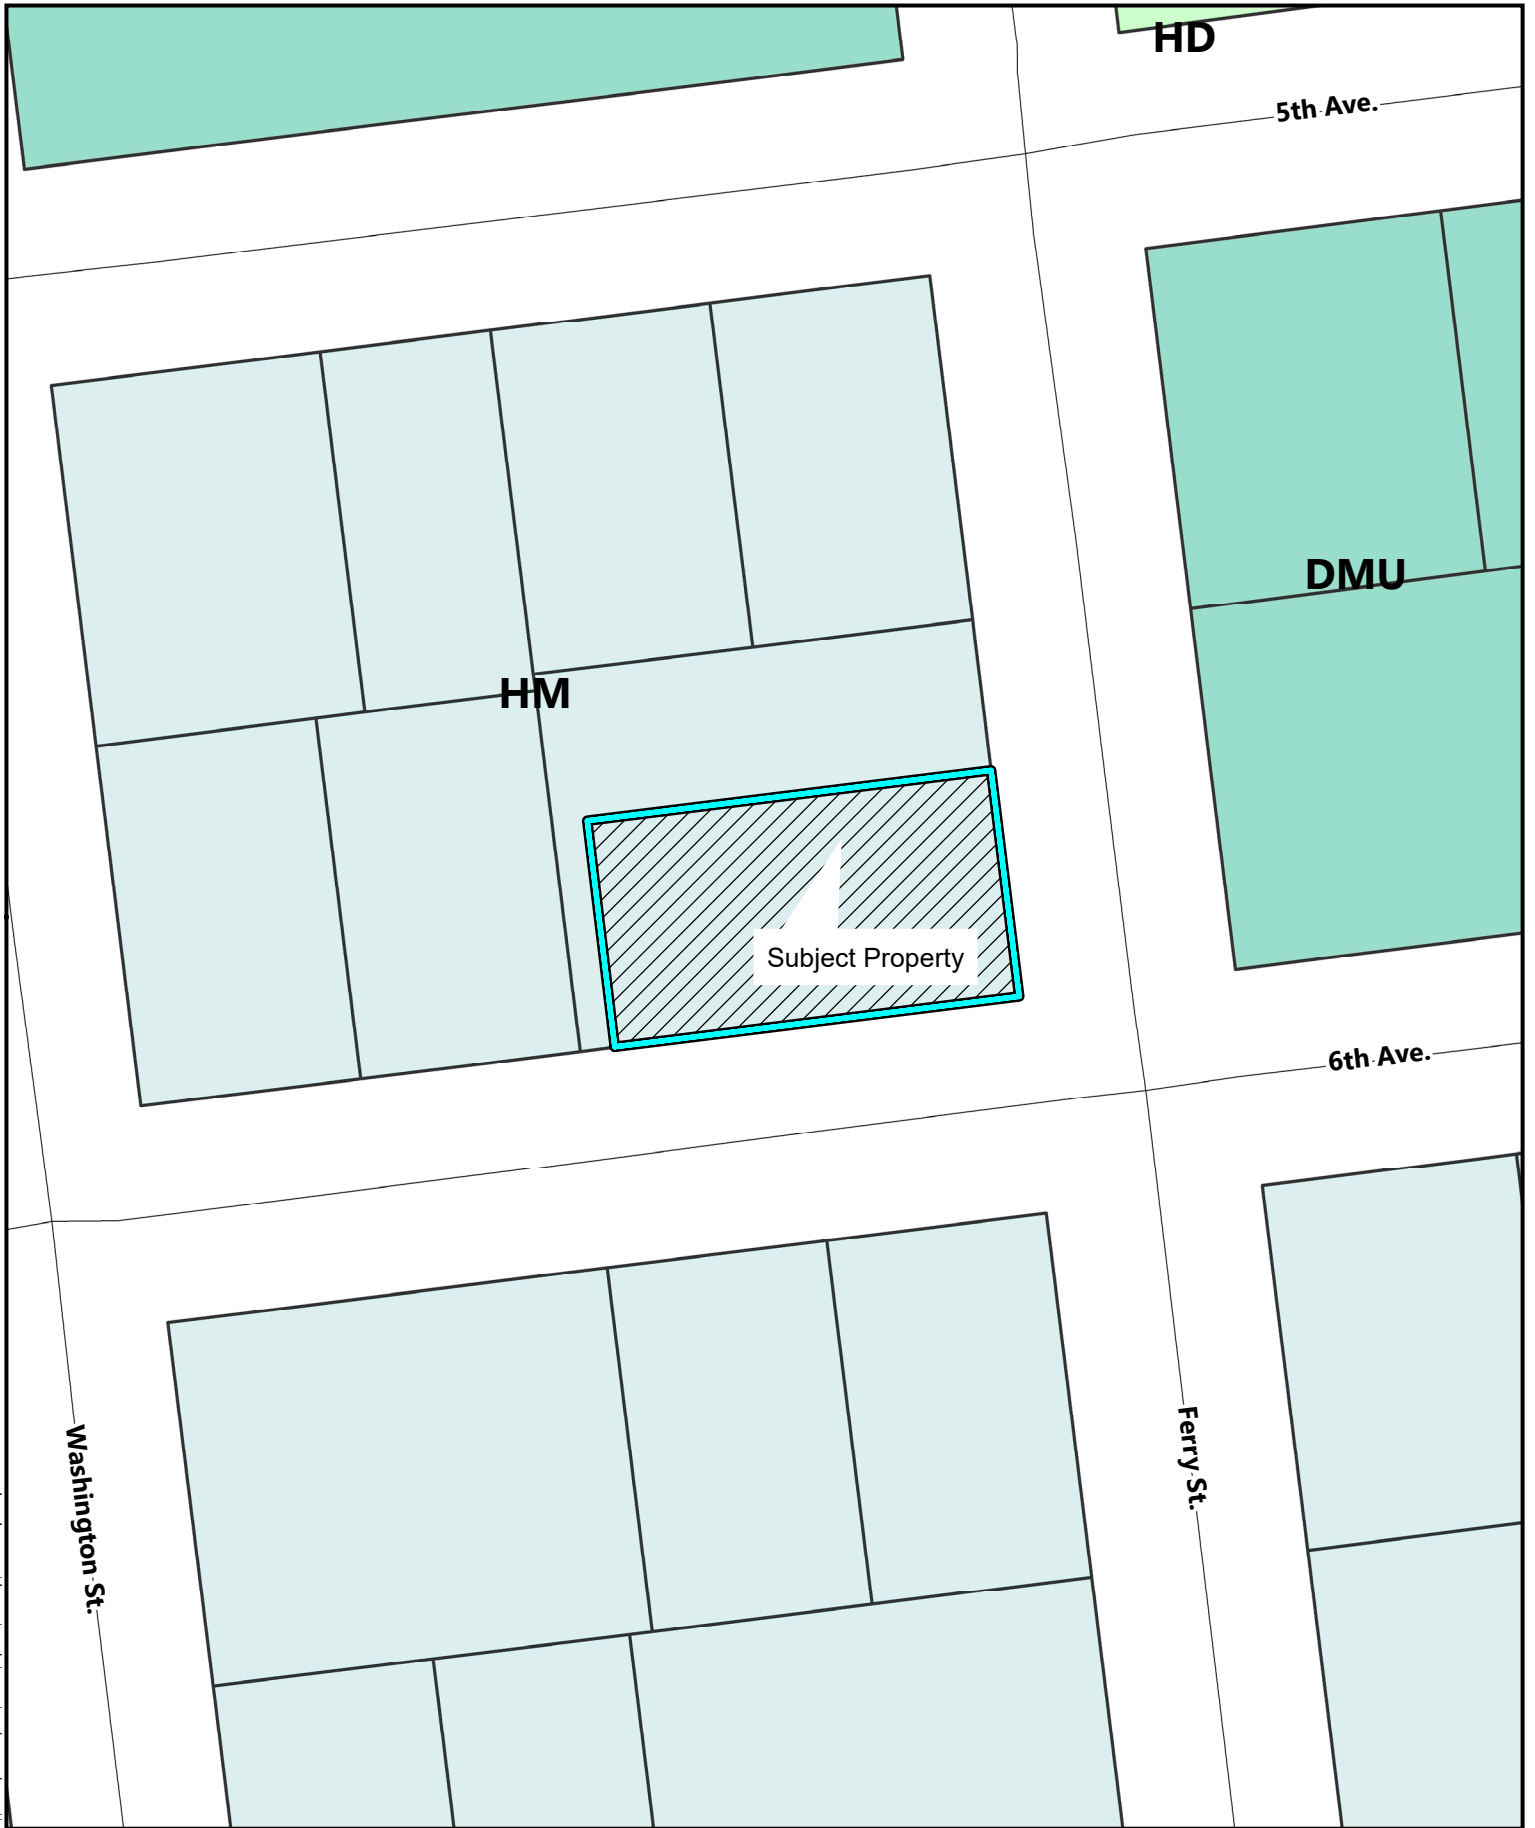 HD
5th Ave.
DMU
HM
Subject Property
6th Ave.
Ferry St.
Washington St.